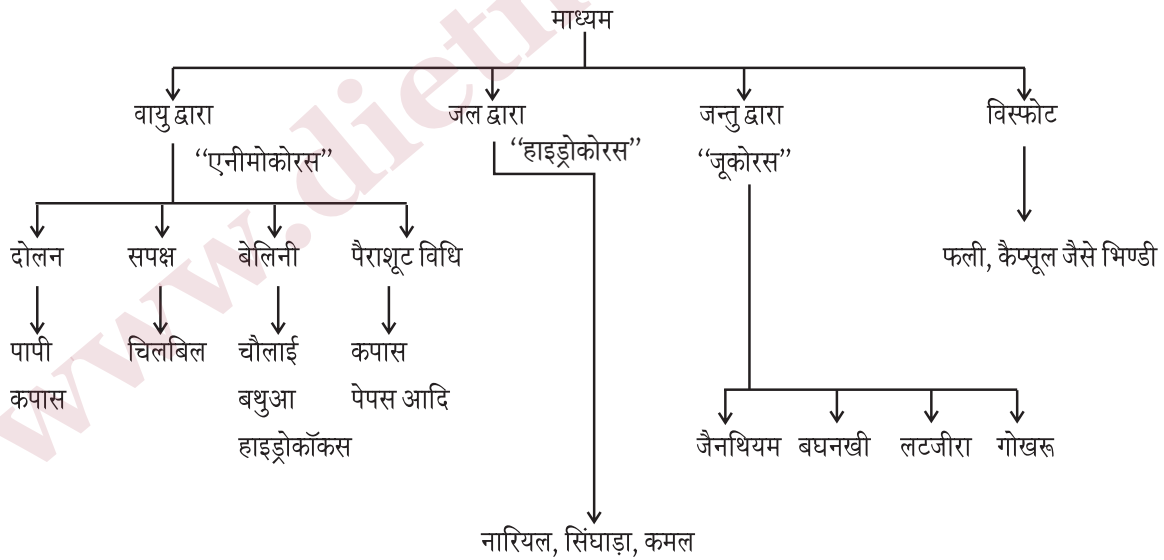 माध्यम
वायु द्वारा जल द्वारा जन्तु द्वारा विस्फोट
“एनीमोकोरस” “हाइड्रोकोरस” “जूकोरस”
दोलन सपक्ष बेलिनी पैराशूट विधि फली, कैप्सूल जैसे भिण्डी
पापी चिलबिल चौलाई कपास
कपास बथुआ पेपस आदि
हाइड्रोकॉकस जैनथियम बघनखी लटजीरा गोखरू
नारियल, सिंघाड़ा, कमल
www.dietm